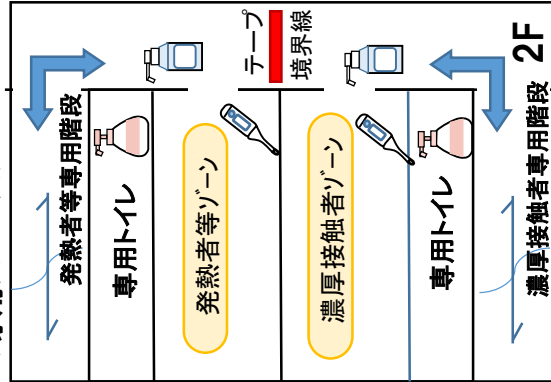 発熱者等専用階段
専用トイレ
発熱者等ゾーン
テープ
境界線
濃厚接触者ゾーン
専用トイレ
濃厚接触者専用階段
2F